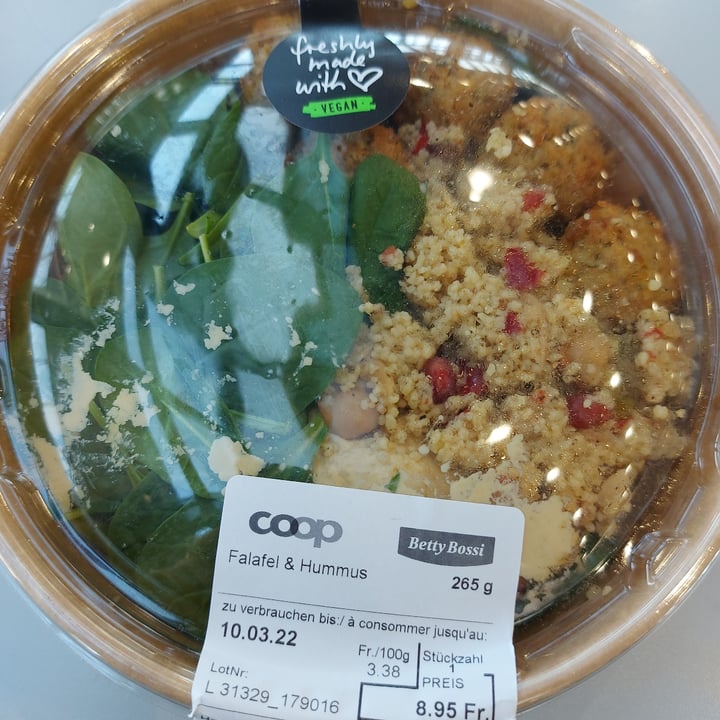 freshly
made
with
VEGAN
coop
Betty Bossi
Falafel & Hummus
265 g
zu verbrauchen bis:/ à consommer jusqu'au:
10.03.22
Fr./100g
3.38
Stückzahl
1
PREIS
8.95 Fr.
LotNr:
L 31329_179016